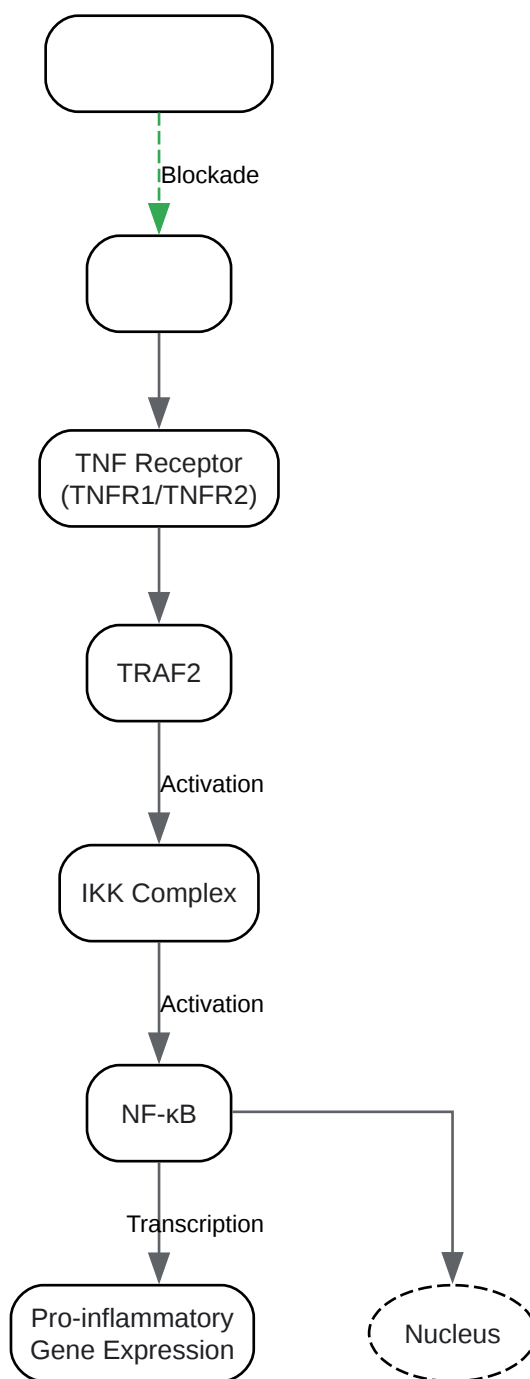 Blockade
TNF Receptor
(TNFR1/TNFR2)
TRAF2
Activation
IKK Complex
Activation
NF-κB
Transcription
Pro-inflammatory
Gene Expression
Nucleus